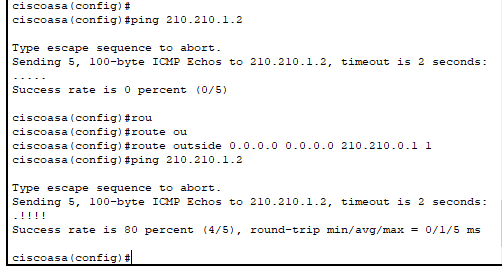 ciscoasa(config)#
ciscoasa(config)#ping 210.210.1.2
Type escape sequence to abort.
Sending 5, 100-byte ICMP Echos to 210.210.1.2, timeout is 2 seconds:
.....
Success rate is 0 percent (0/5)
ciscoasa(config)#rou
ciscoasa(config)#route ou
ciscoasa(config)#route outside 0.0.0.0 0.0.0.0 210.210.0.1 1
ciscoasa(config)#ping 210.210.1.2
Type escape sequence to abort.
Sending 5, 100-byte ICMP Echos to 210.210.1.2, timeout is 2 seconds:
.!!!!
Success rate is 80 percent (4/5), round-trip min/avg/max = 0/1/5 ms
ciscoasa(config)#